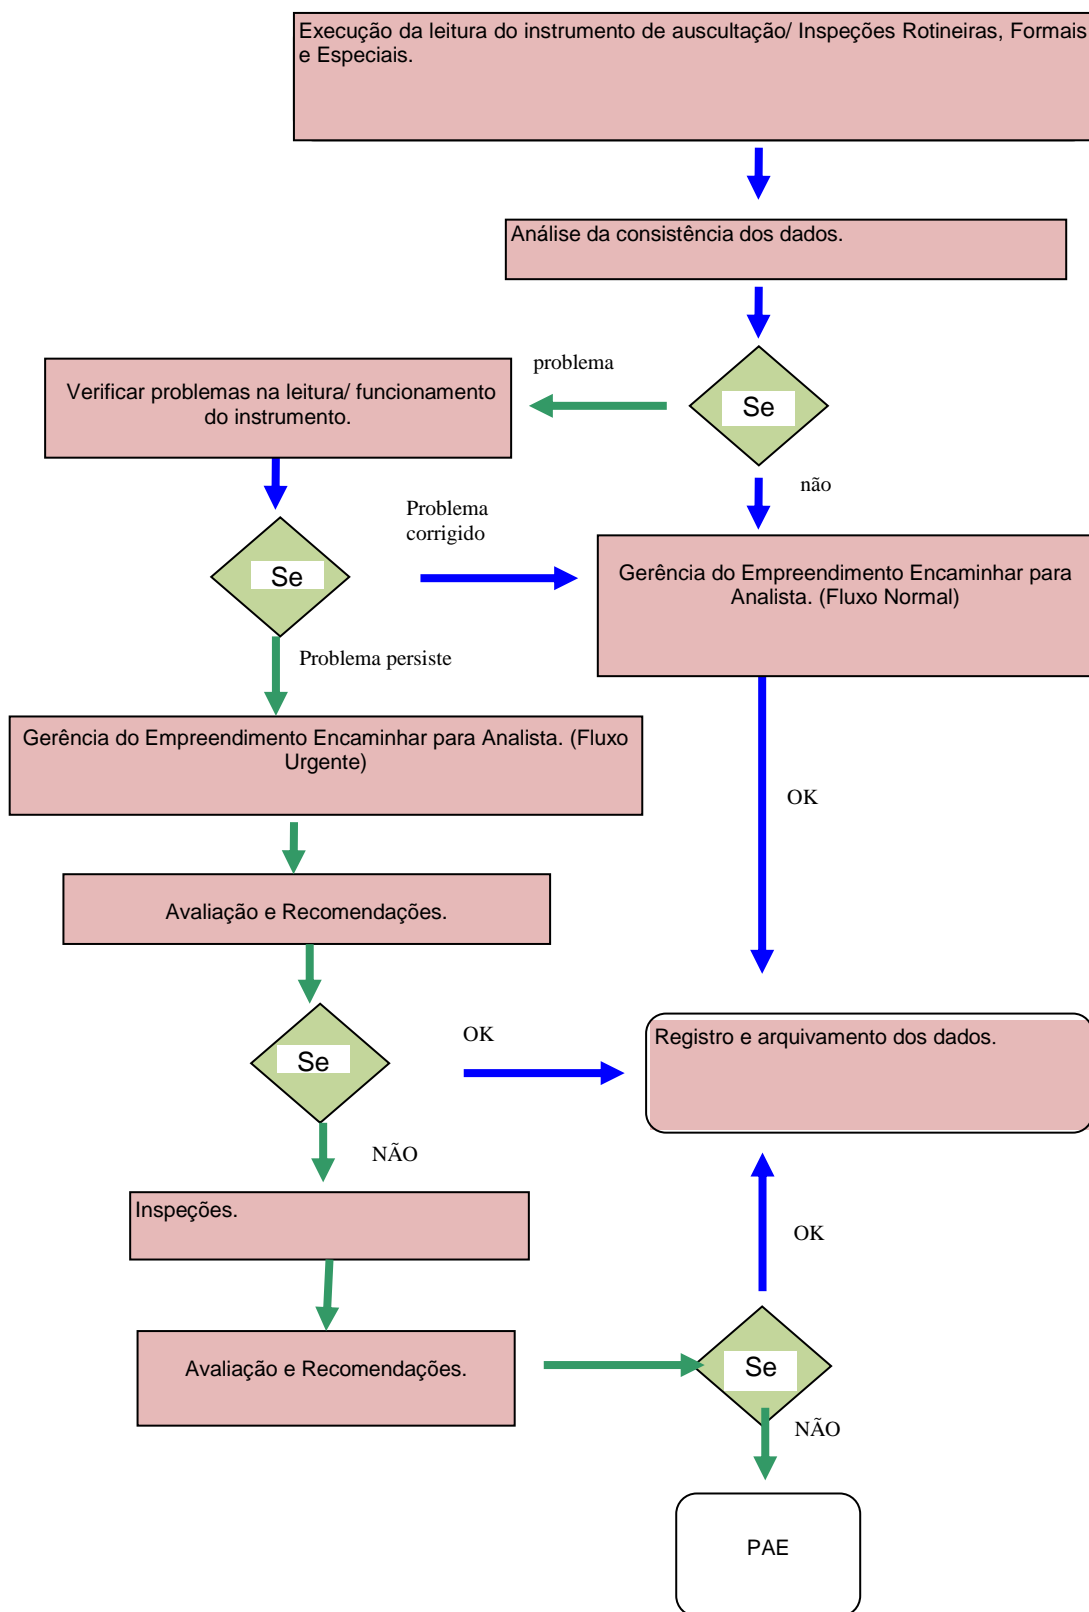 Execução da leitura do instrumento de auscultação/ Inspeções Rotineiras, Formais
e Especiais.
Análise da consistência dos dados.
problema
Se
Verificar problemas na leitura/ funcionamento
do instrumento.
não
Problema
corrigido
Se
Gerência do Empreendimento Encaminhar para
Analista. (Fluxo Normal)
Problema persiste
Gerência do Empreendimento Encaminhar para Analista. (Fluxo
Urgente)
OK
Avaliação e Recomendações.
Se
OK
Registro e arquivamento dos dados.
NÃO
Inspeções.
OK
Avaliação e Recomendações.
Se
NÃO
PAE